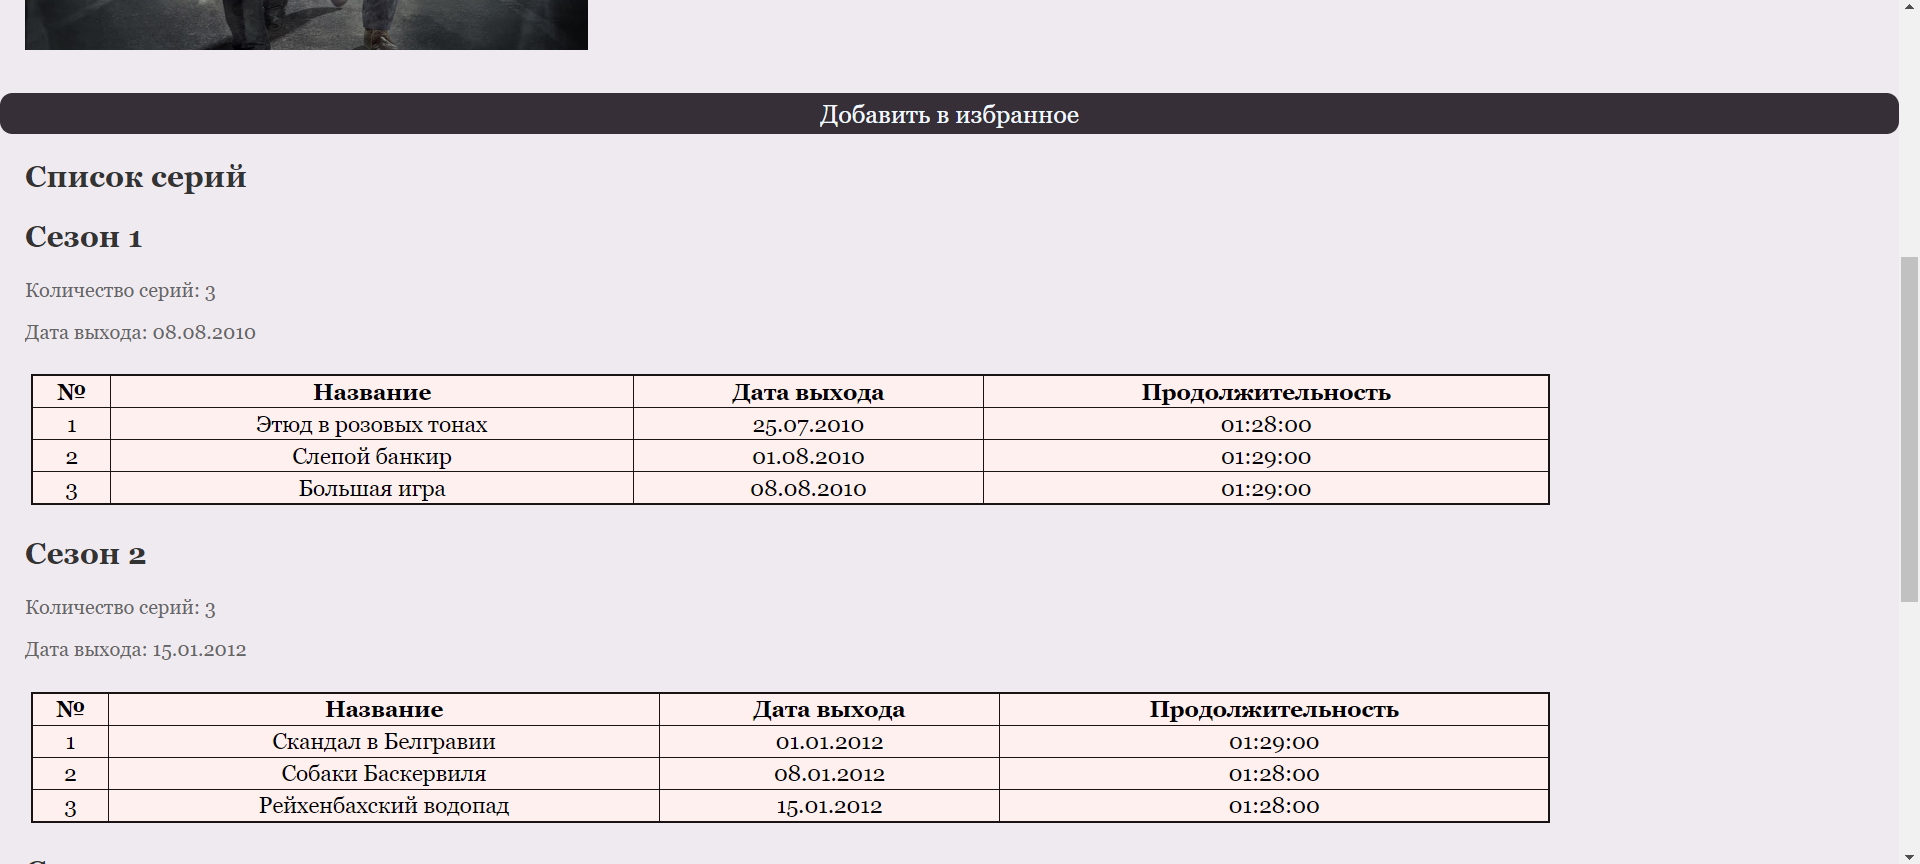 Добавить в избранное
Список серий
Сезон 1
Количество серий: 3
Дата выхода: 08.08.2010
№ Название Дата выхода Продолжительность
1 Этюд в розовых тонах 25.07.2010 01:28:00
2 Слепой банкир 01.08.2010 01:29:00
3 Большая игра 08.08.2010 01:29:00
Сезон 2
Количество серий: 3
Дата выхода: 15.01.2012
№ Название Дата выхода Продолжительность
1 Скандал в Белгравии 01.01.2012 01:29:00
2 Собаки Баскервиля 08.01.2012 01:28:00
3 Рейхенбахский водопад 15.01.2012 01:28:00